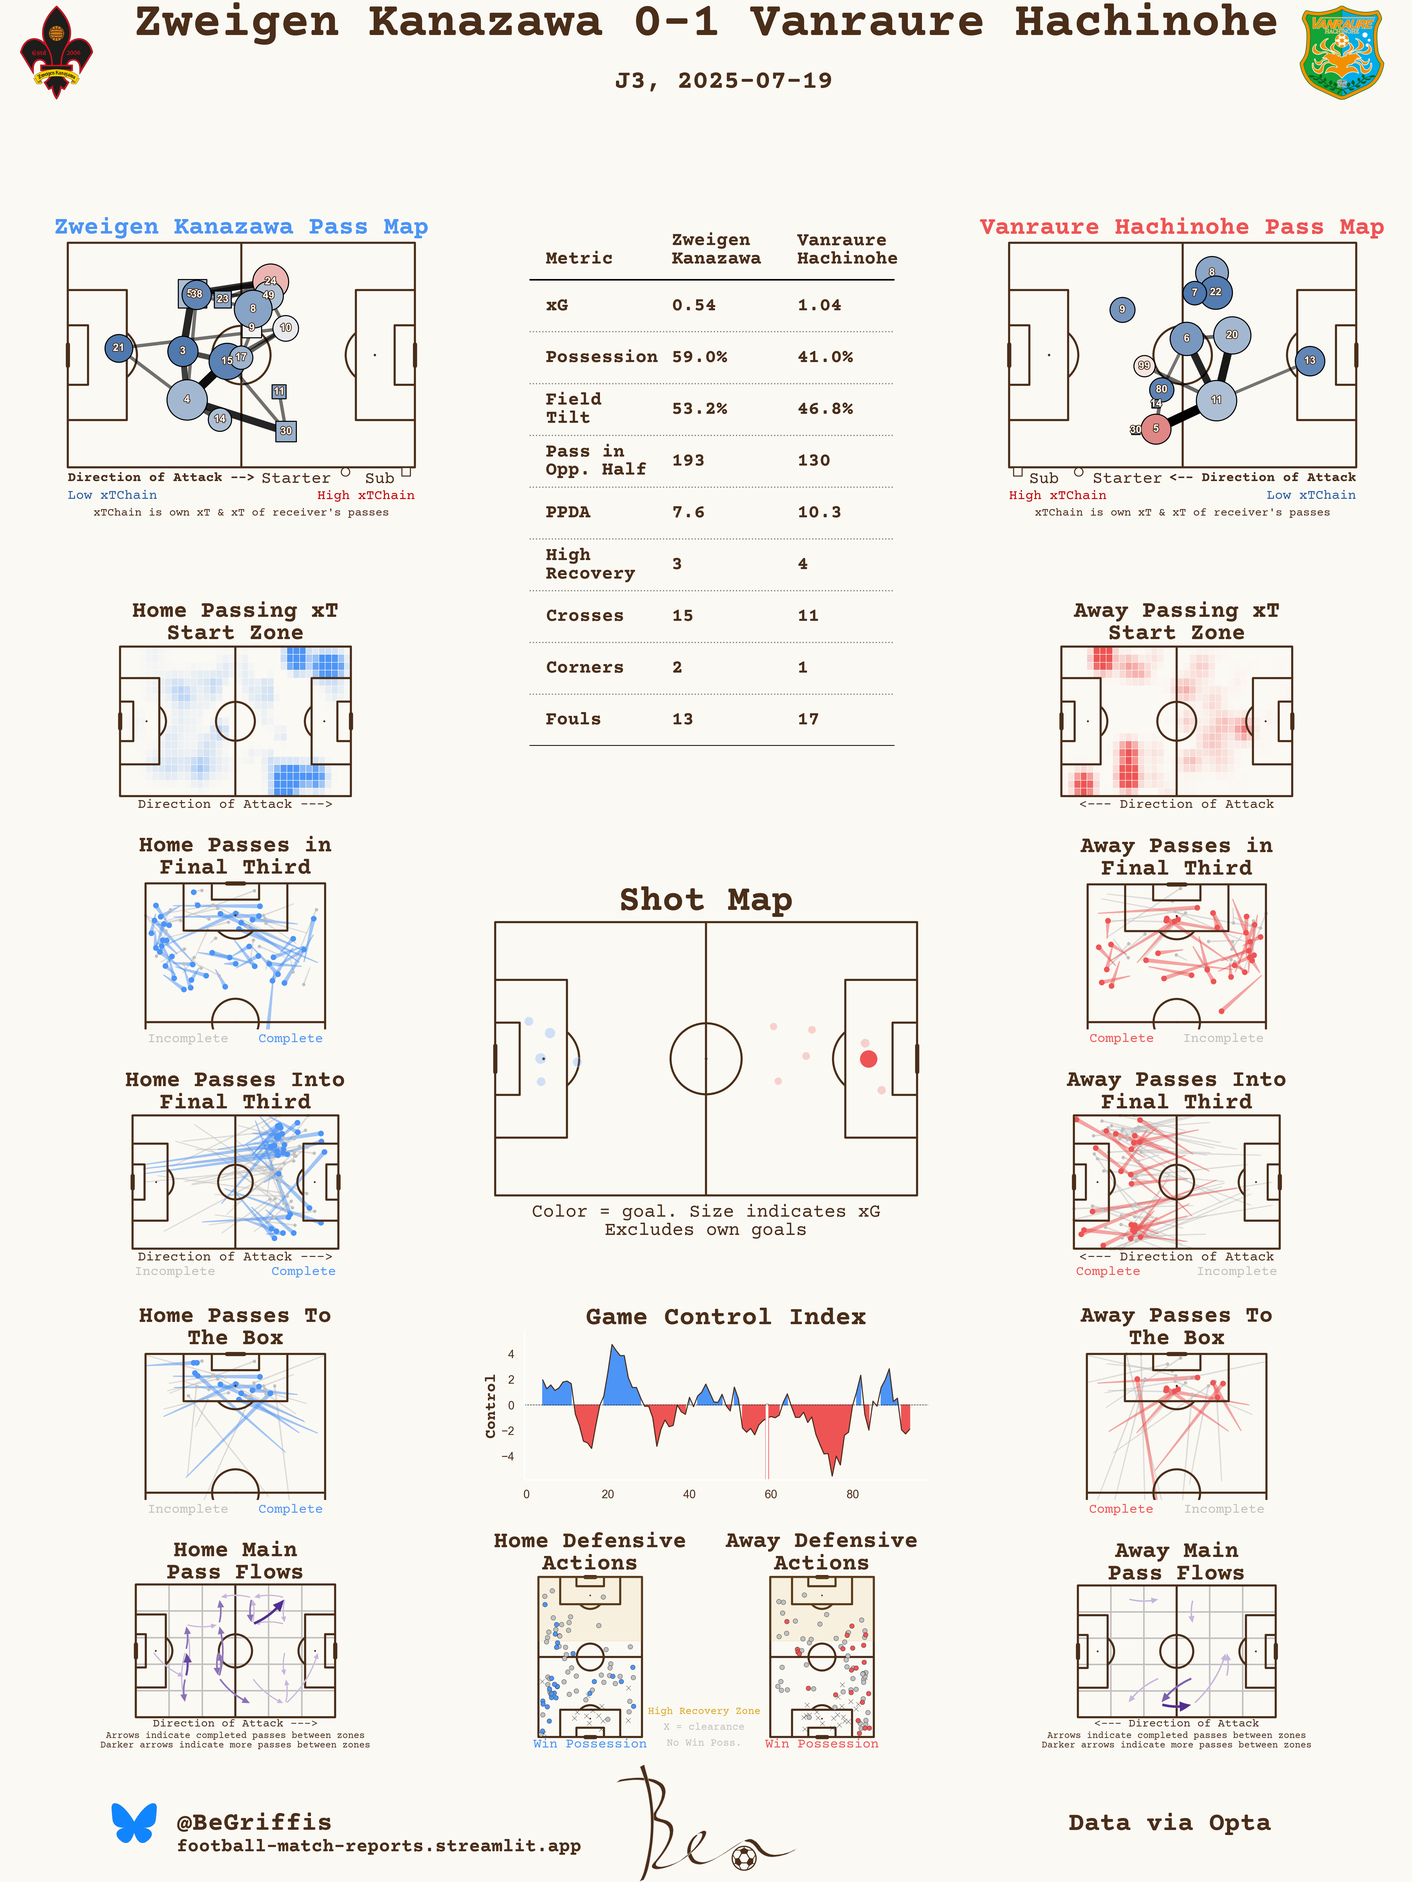 Zweigen Kanazawa 0-1 Vanraure Hachinohe
J3, 2025-07-19
Zweigen Kanazawa
VANRAURE
HACHINOHE
Zweigen Kanazawa Pass Map
24
38
23
49
8
9
10
21
3
15
17
4
11
14
30
Direction of Attack --> Starter Sub
Low xTChain High xTChain
xTChain is own xT & xT of receiver's passes
Metric Zweigen Kanazawa Vanraure Hachinohe
xG 0.54 1.04
Possession 59.0% 41.0%
Field Tilt 53.2% 46.8%
Pass in Opp. Half 193 130
PPDA 7.6 10.3
High Recovery 3 4
Crosses 15 11
Corners 2 1
Fouls 13 17
Vanraure Hachinohe Pass Map
8
7 22
9
6
20
99
13
80
14
11
30
5
Sub Starter <-- Direction of Attack
High xTChain Low xTChain
xTChain is own xT & xT of receiver's passes
Home Passing xT
Start Zone
Direction of Attack --->
Away Passing xT
Start Zone
<--- Direction of Attack
Home Passes in
Final Third
Incomplete Complete
Shot Map
Color = goal. Size indicates xG
Excludes own goals
Away Passes in
Final Third
Complete Incomplete
Home Passes Into
Final Third
Direction of Attack --->
Incomplete Complete
Away Passes Into
Final Third
<--- Direction of Attack
Complete Incomplete
Home Passes To
The Box
Incomplete Complete
Game Control Index
Control
4
2
0
−2
−4
0 20 40 60 80
Away Passes To
The Box
Complete Incomplete
Home Main
Pass Flows
Direction of Attack --->
Arrows indicate completed passes between zones
Darker arrows indicate more passes between zones
Home Defensive
Actions
Win Possession
High Recovery Zone
X = clearance
No Win Poss.
Away Defensive
Actions
Win Possession
Away Main
Pass Flows
<--- Direction of Attack
Arrows indicate completed passes between zones
Darker arrows indicate more passes between zones
@BeGriffis
football-match-reports.streamlit.app
Ben
Data via Opta